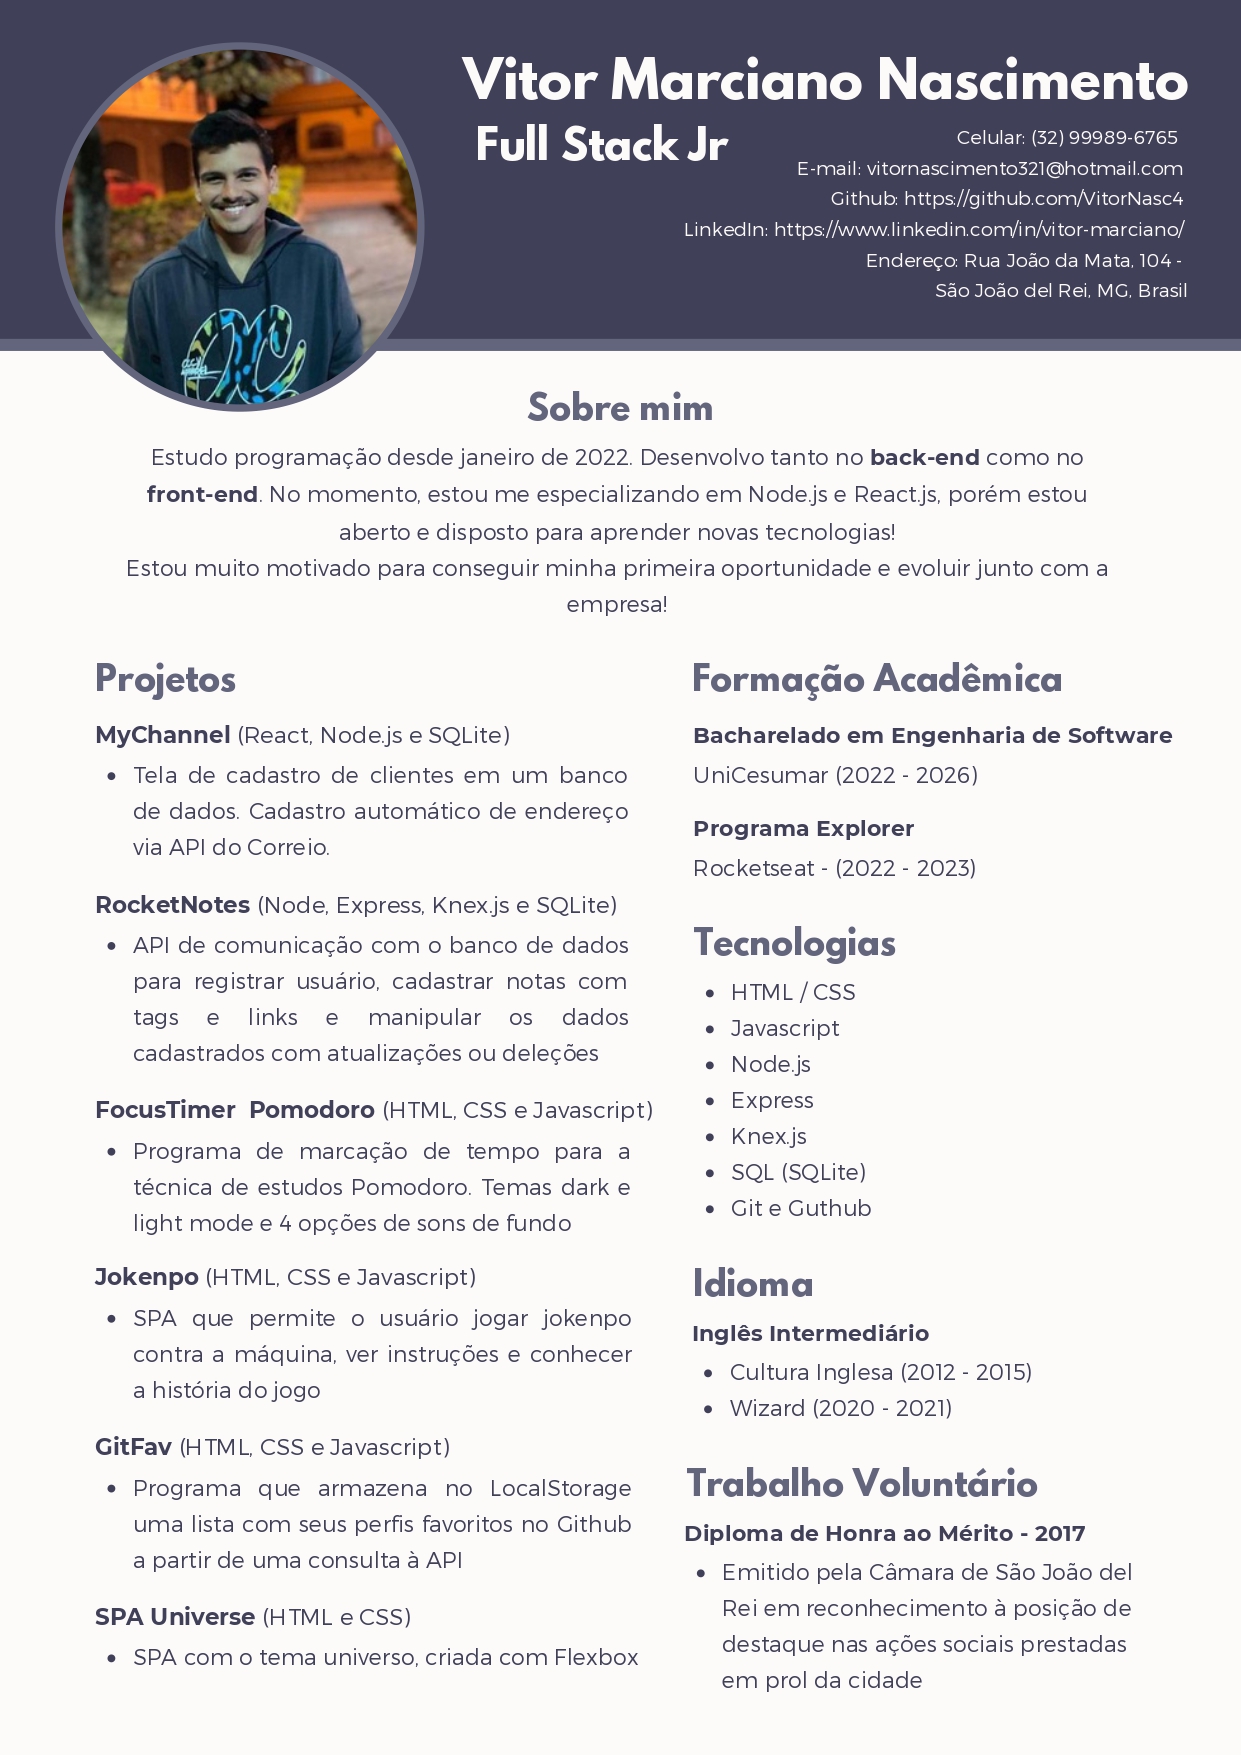 Vitor Marciano Nascimento
Full Stack Jr
Celular: (32) 99989-6765
E-mail: vitornascimento321@hotmail.com
Github: https://github.com/VitorNasc4
LinkedIn: https://www.linkedin.com/in/vitor-marciano/
Endereço: Rua João da Mata, 104 -
São João del Rei, MG, Brasil
Sobre mim
Estudo programação desde janeiro de 2022. Desenvolvo tanto no back-end como no
front-end. No momento, estou me especializando em Node.js e React.js, porém estou
aberto e disposto para aprender novas tecnologias!
Estou muito motivado para conseguir minha primeira oportunidade e evoluir junto com a
empresa!
Projetos
MyChannel (React, Node.js e SQLite)
• Tela de cadastro de clientes em um banco
de dados. Cadastro automático de endereço
via API do Correio.
RocketNotes (Node, Express, Knex.js e SQLite)
• API de comunicação com o banco de dados
para registrar usuário, cadastrar notas com
tags e links e manipular os dados
cadastrados com atualizações ou deleções
FocusTimer Pomodoro (HTML, CSS e Javascript)
• Programa de marcação de tempo para a
técnica de estudos Pomodoro. Temas dark e
light mode e 4 opções de sons de fundo
Jokenpo (HTML, CSS e Javascript)
• SPA que permite o usuário jogar jokenpo
contra a máquina, ver instruções e conhecer
a história do jogo
GitFav (HTML, CSS e Javascript)
• Programa que armazena no LocalStorage
uma lista com seus perfis favoritos no Github
a partir de uma consulta à API
SPA Universe (HTML e CSS)
• SPA com o tema universo, criada com Flexbox
Formação Acadêmica
Bacharelado em Engenharia de Software
UniCesumar (2022 - 2026)
Programa Explorer
Rocketseat - (2022 - 2023)
Tecnologias
• HTML / CSS
• Javascript
• Node.js
• Express
• Knex.js
• SQL (SQLite)
• Git e Guthub
Idioma
Inglês Intermediário
• Cultura Inglesa (2012 - 2015)
• Wizard (2020 - 2021)
Trabalho Voluntário
Diploma de Honra ao Mérito - 2017
• Emitido pela Câmara de São João del
Rei em reconhecimento à posição de
destaque nas ações sociais prestadas
em prol da cidade